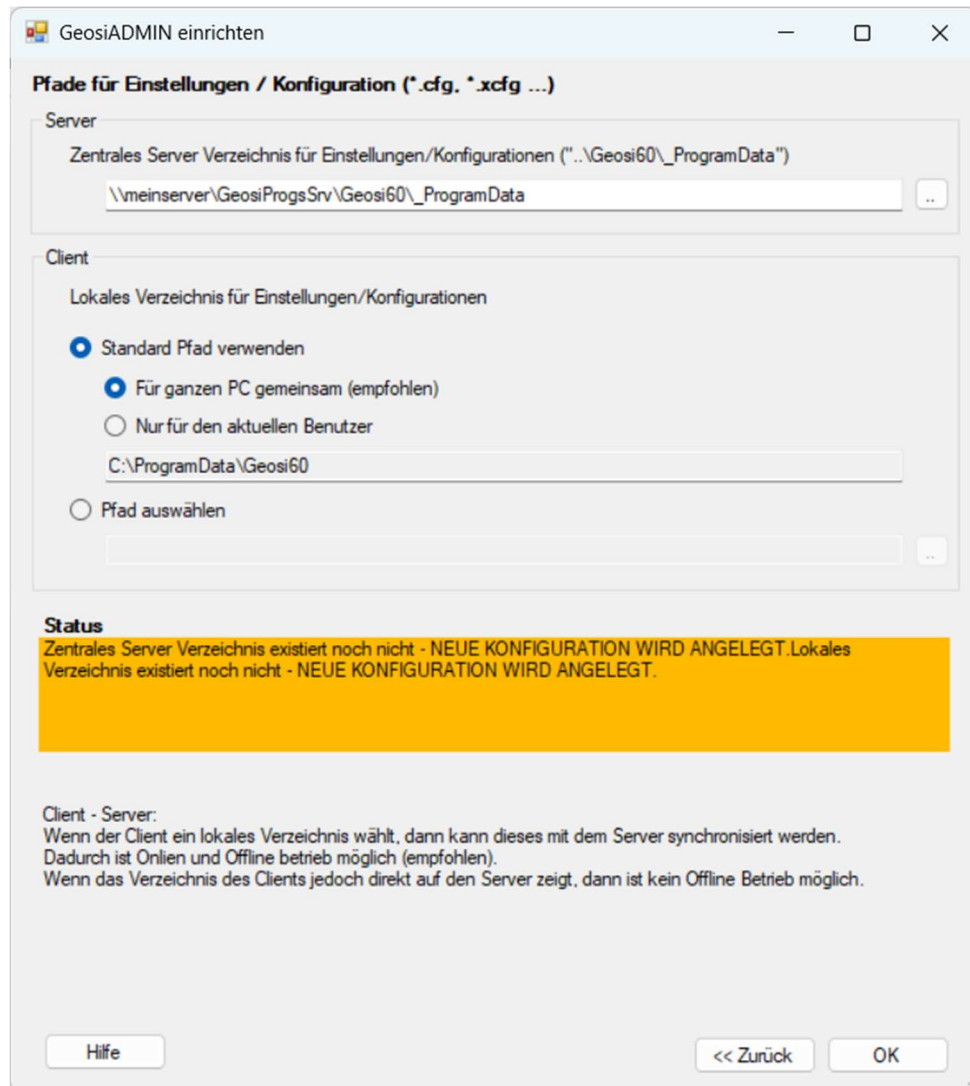 GeosiADMIN einrichten
Pfade für Einstellungen / Konfiguration (*.cfg, *.xcfg ...)
Server
Zentrales Server Verzeichnis für Einstellungen/Konfigurationen ("..\Geosi60\_ProgramData")
\\meinserver\GeosiProgsSrv\Geosi60\_ProgramData
..
Client
Lokales Verzeichnis für Einstellungen/Konfigurationen
Standard Pfad verwenden
Für ganzen PC gemeinsam (empfohlen)
Nur für den aktuellen Benutzer
C:\ProgramData\Geosi60
Pfad auswählen
..
Status
Zentrales Server Verzeichnis existiert noch nicht - NEUE KONFIGURATION WIRD ANGELEGT.Lokales
Verzeichnis existiert noch nicht - NEUE KONFIGURATION WIRD ANGELEGT.
Client - Server:
Wenn der Client ein lokales Verzeichnis wählt, dann kann dieses mit dem Server synchronisiert werden.
Dadurch ist Onlien und Offline betrieb möglich (empfohlen).
Wenn das Verzeichnis des Clients jedoch direkt auf den Server zeigt, dann ist kein Offline Betrieb möglich.
Hilfe
<< Zurück
OK